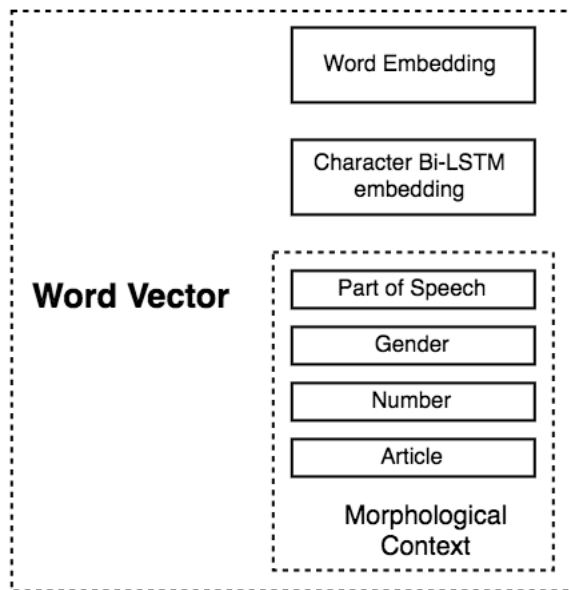 Word Embedding
Character Bi-LSTM
embedding
Word Vector
Part of Speech
Gender
Number
Article
Morphological
Context